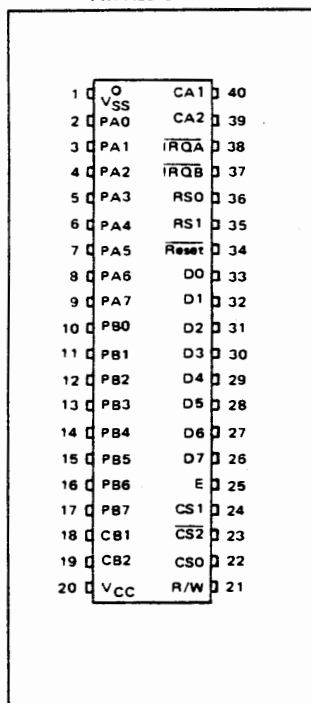 1 VSS CA1 40
2 PA0 CA2 39
3 PA1 IRQA 38
4 PA2 IRQB 37
5 PA3 RS0 36
6 PA4 RS1 35
7 PA5 Reset 34
8 PA6 D0 33
9 PA7 D1 32
10 PB0 D2 31
11 PB1 D3 30
12 PB2 D4 29
13 PB3 D5 28
14 PB4 D6 27
15 PB5 D7 26
16 PB6 E 25
17 PB7 CS1 24
18 CB1 CS2 23
19 CB2 CS0 22
20 VCC R/W 21